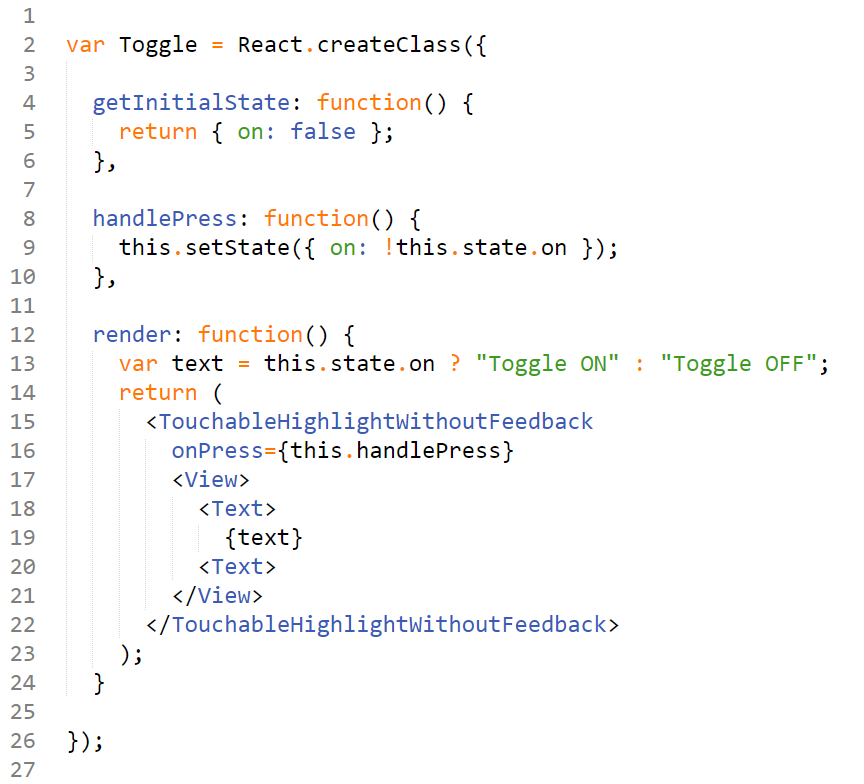 1
2 var Toggle = React.createClass({
3
4   getInitialState: function() {
5     return { on: false };
6   },
7
8   handlePress: function() {
9     this.setState({ on: !this.state.on });
10   },
11
12   render: function() {
13     var text = this.state.on ? "Toggle ON" : "Toggle OFF";
14     return (
15       <TouchableHighlightWithoutFeedback
16         onPress={this.handlePress}
17         <View>
18           <Text>
19             {text}
20           <Text>
21         </View>
22       </TouchableHighlightWithoutFeedback>
23     );
24   }
25
26 });
27